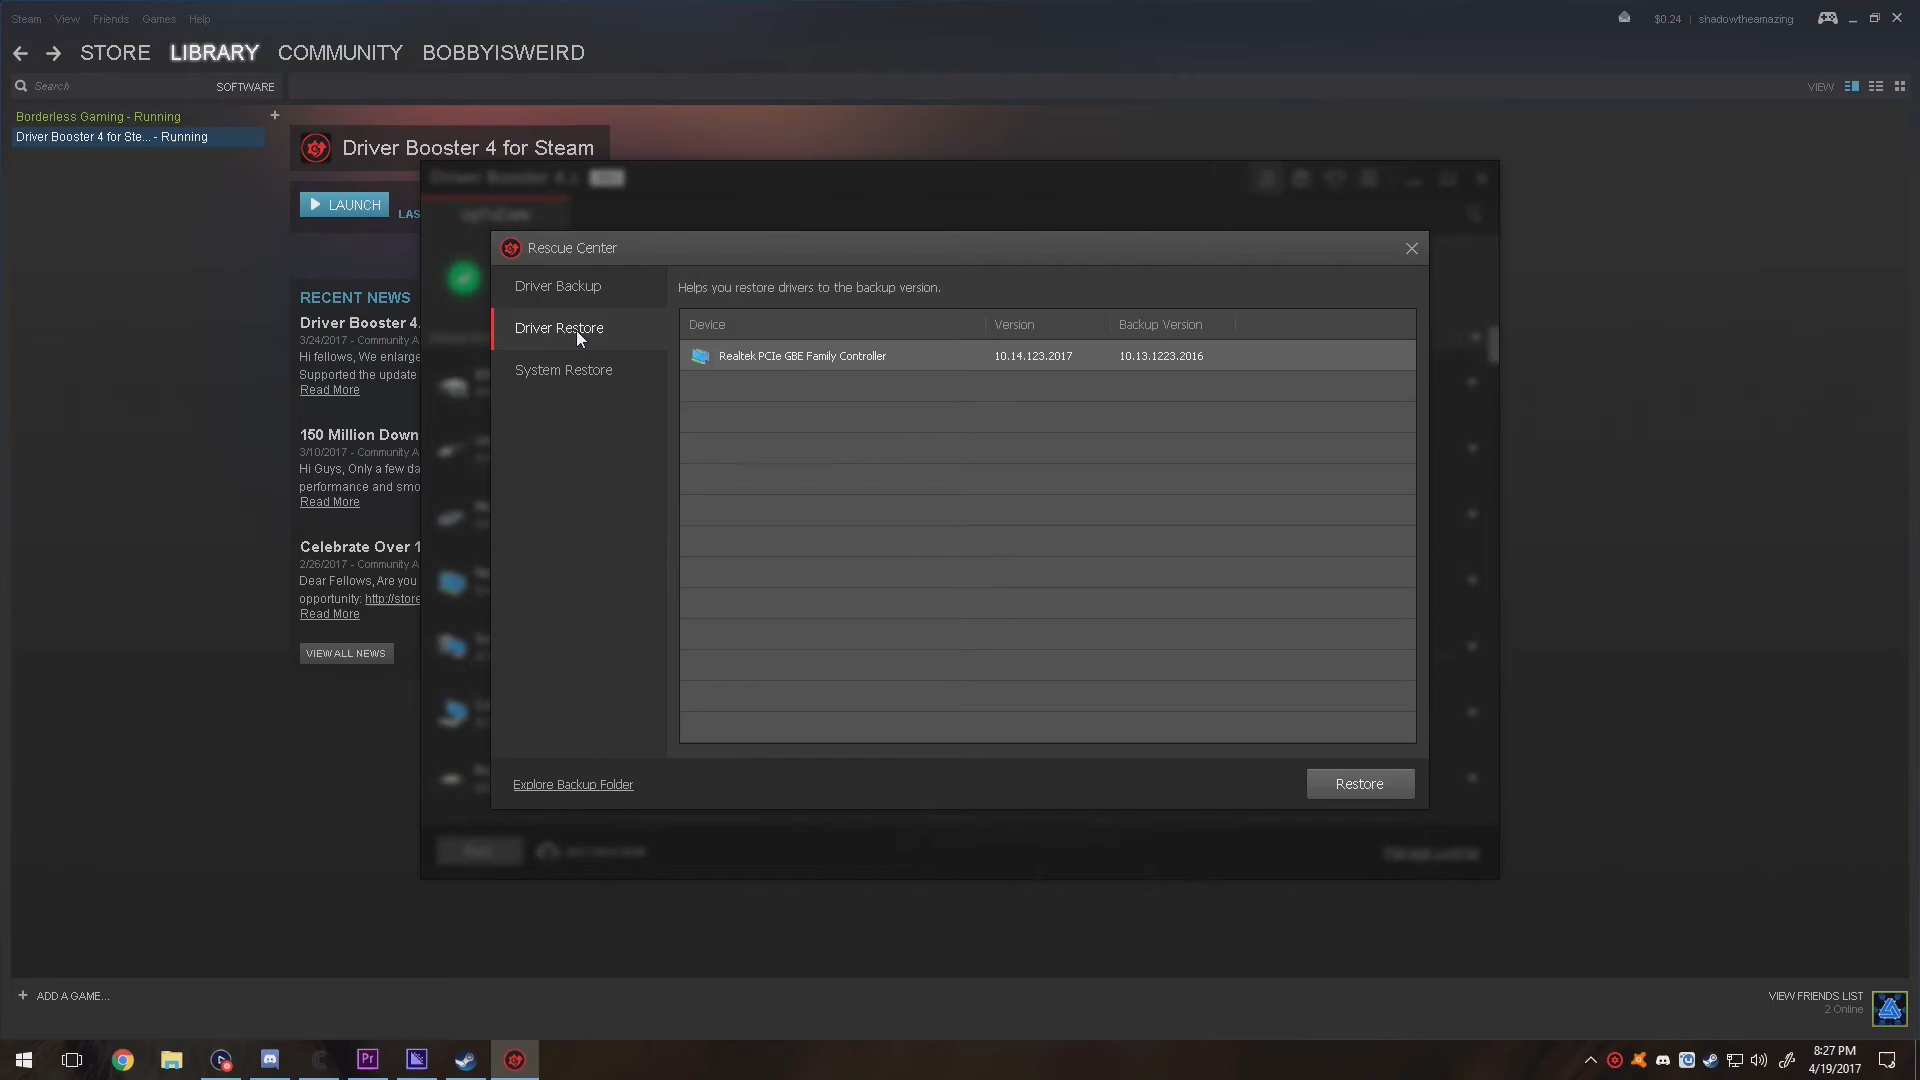 Steam View Friends Games Help
$0.24 | shadowtheamazing
STORE LIBRARY COMMUNITY BOBBYISWEIRD
Search
SOFTWARE
VIEW
Borderless Gaming - Running
+
Driver Booster 4 for Ste... - Running
Driver Booster 4 for Steam
LAUNCH
LAS
RECENT NEWS
Driver Booster 4.
3/24/2017 - Community A
Hi fellows, We enlarge
Supported the update
Read More
150 Million Down
3/10/2017 - Community A
Hi Guys, Only a few da
performance and smo
Read More
Celebrate Over 1
2/26/2017 - Community A
Dear Fellows, Are you
opportunity: http://store
Read More
VIEW ALL NEWS
Rescue Center
Driver Backup
Driver Restore
System Restore
Helps you restore drivers to the backup version.
Device Version Backup Version
Realtek PCIe GBE Family Controller 10.14.123.2017 10.13.1223.2016
Explore Backup Folder
Restore
+ ADD A GAME...
VIEW FRIENDS LIST
2 Online
Pr
8:27 PM
4/19/2017